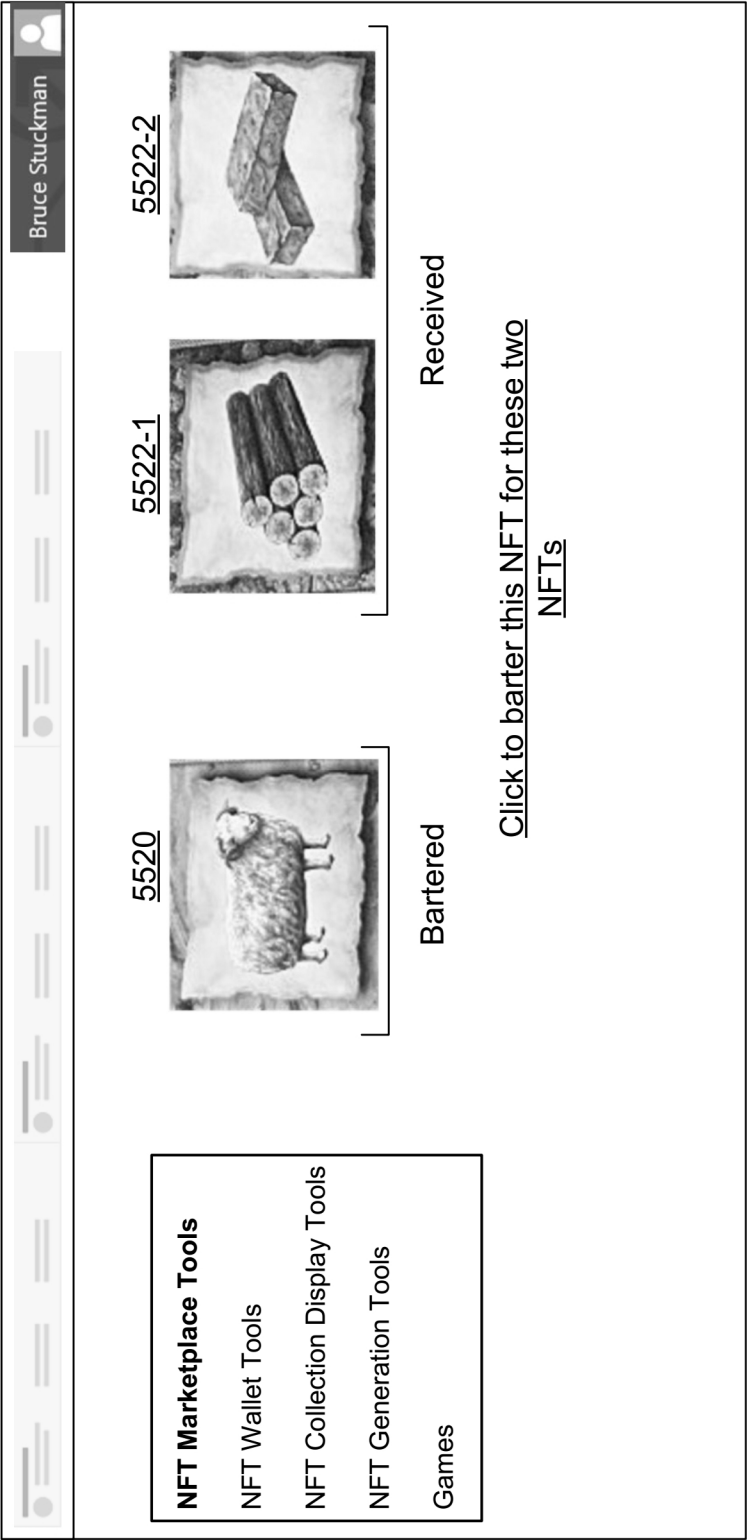 Bruce Stuckman
NFT Marketplace Tools
NFT Wallet Tools
NFT Collection Display Tools
NFT Generation Tools
Games
5520
5522-1
5522-2
Bartered
Received
Click to barter this NFT for these two
NFTs